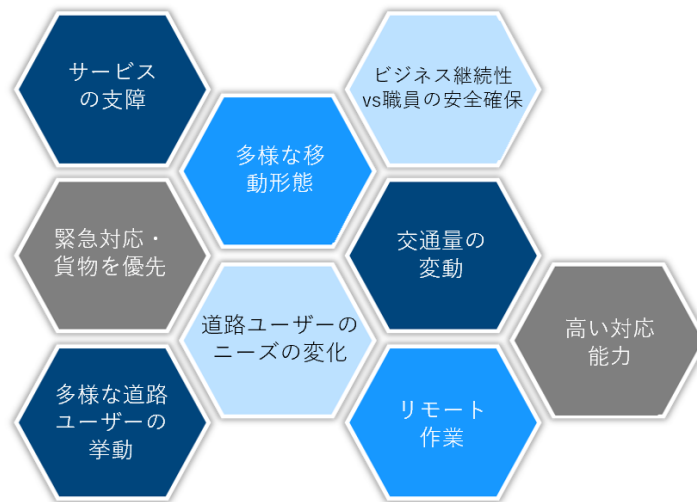 サービス
の支障
ビジネス継続性
vs職員の安全確保
多様な移
動形態
緊急対応・
貨物を優先
交通量の
変動
道路ユーザーの
ニーズの変化
高い対応
能力
多様な道路
ユーザーの
挙動
リモート
作業